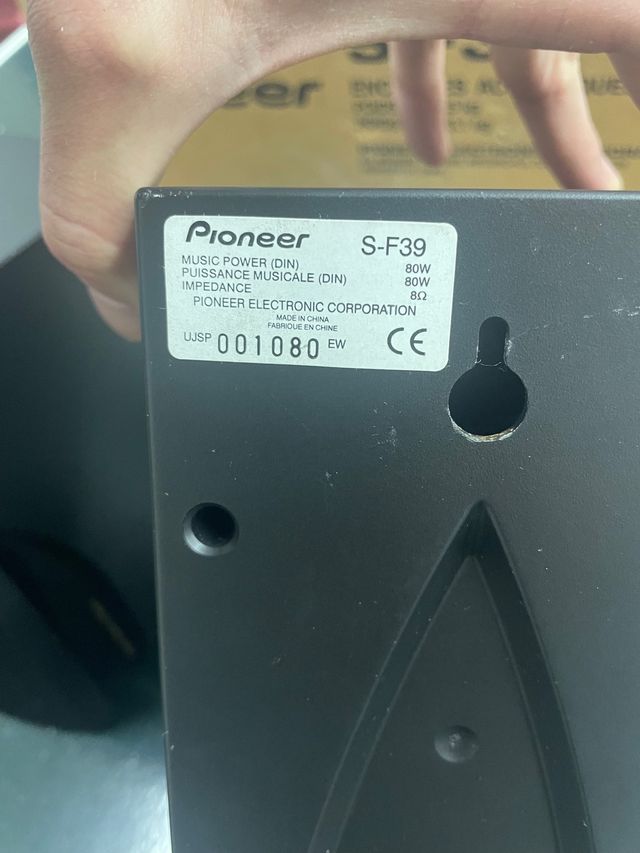 eer
Pioneer S-F39
MUSIC POWER (DIN) 80W
PUISSANCE MUSICALE (DIN) 80W
IMPEDANCE 8Ω
PIONEER ELECTRONIC CORPORATION
MADE IN CHINA
FABRIQUE EN CHINE
UJSP 001080 EW CE